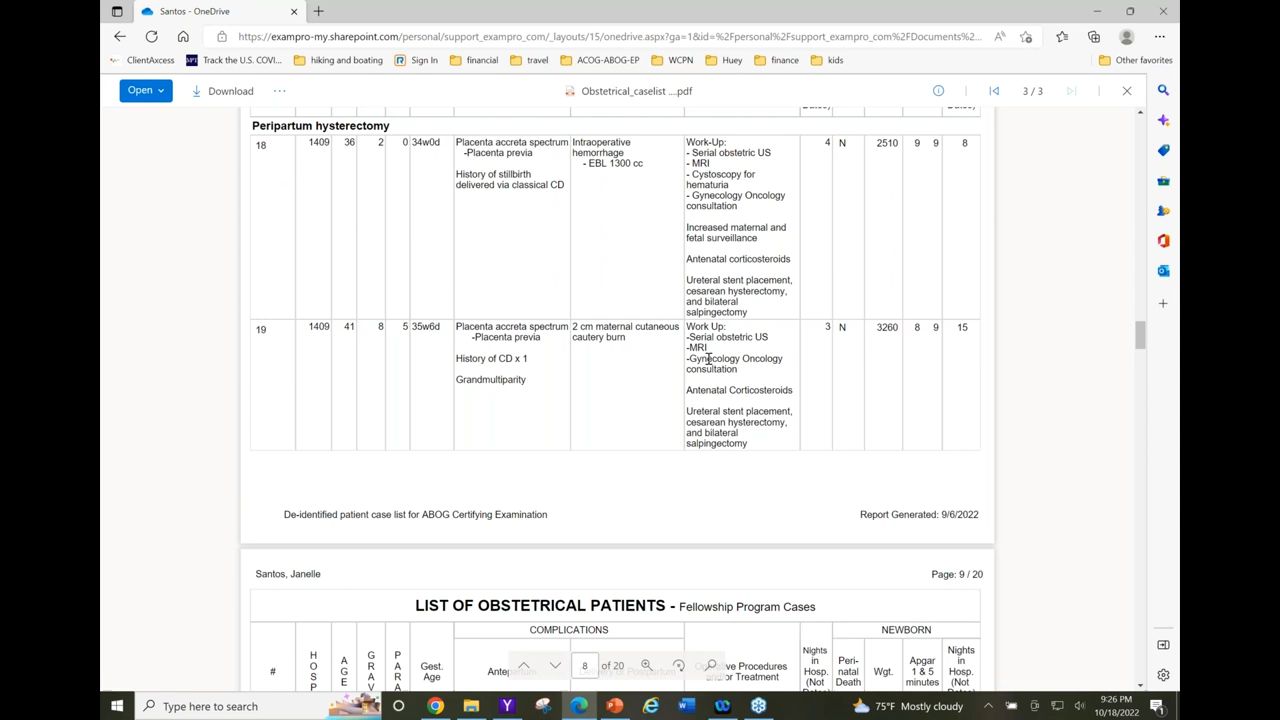 Santos - OneDrive
https://exampro-my.sharepoint.com/personal/support_exampro_com/_layouts/15/onedrive.aspx?ga=1&id=%2Fpersonal%2Fsupport_exampro_com%2FDocuments%2C...
ClientAxcess
Track the U.S. COVI...
hiking and boating
Sign In
financial
travel
ACOG-ABOG-EP
WCPN
Huey
finance
kids
Other favorites
Open
Download
Obstetrical_caselist ....pdf
3 / 3
Peripartum hysterectomy
18 1409 36 2 0 34w0d
Placenta accreta spectrum
-Placenta previa
History of stillbirth
delivered via classical CD
Intraoperative
hemorrhage
- EBL 1300 cc
Work-Up:
- Serial obstetric US
- MRI
- Cystoscopy for
hematuria
- Gynecology Oncology
consultation
Increased maternal and
fetal surveillance
Antenatal corticosteroids
Ureteral stent placement,
cesarean hysterectomy,
and bilateral
salpingectomy
4 N 2510 9 9 8
19 1409 41 8 5 35w6d
Placenta accreta spectrum
-Placenta previa
History of CD x 1
Grandmultiparity
2 cm maternal cutaneous
cautery burn
Work Up:
-Serial obstetric US
-MRI
-Gynecology Oncology
consultation
Antenatal Corticosteroids
Ureteral stent placement,
cesarean hysterectomy,
and bilateral
salpingectomy
3 N 3260 8 9 15
De-identified patient case list for ABOG Certifying Examination
Report Generated: 9/6/2022
Santos, Janelle
Page: 9 / 20
LIST OF OBSTETRICAL PATIENTS - Fellowship Program Cases
COMPLICATIONS
NEWBORN
#
HOSP
AGE
GRAV
PARA
Gest.
Age
Procedures
and/or Treatment
Nights
in
Hosp.
(Not
Peri-
natal
Death
Wgt.
Apgar
1 & 5
minutes
Nights
in
Hosp.
(Not
8 of 20
Type here to search
75°F Mostly cloudy
9:26 PM
10/18/2022